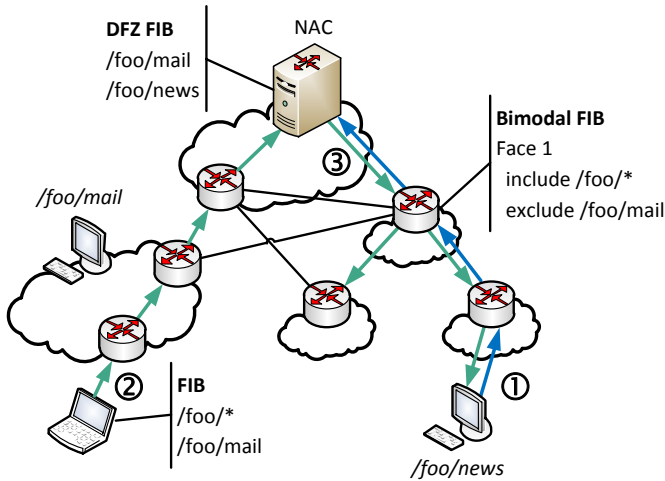 DFZ FIB
/foo/mail
/foo/news
NAC
Bimodal FIB
Face 1
include /foo/*
exclude /foo/mail
③
/foo/mail
②
FIB
/foo/*
/foo/mail
①
/foo/news